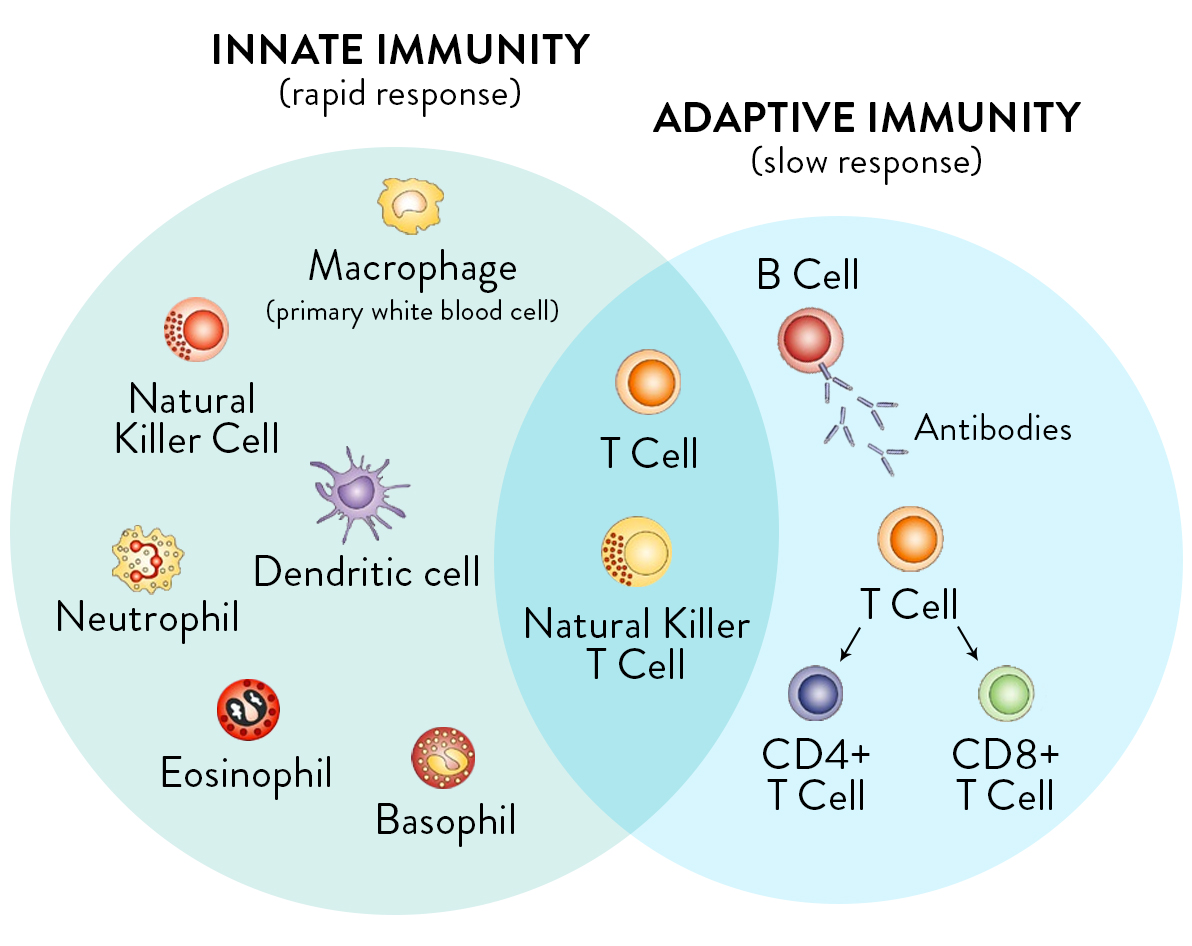 INNATE IMMUNITY
(rapid response)
ADAPTIVE IMMUNITY
(slow response)
Macrophage
(primary white blood cell)
Natural
Killer Cell
Dendritic cell
Neutrophil
Eosinophil
Basophil
T Cell
Natural Killer
T Cell
B Cell
Antibodies
T Cell
CD4+
T Cell
CD8+
T Cell